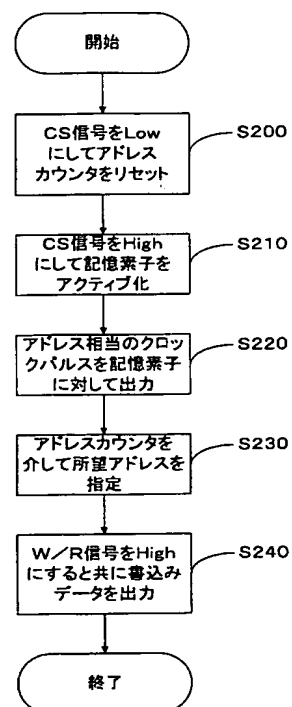 開始
CS信号をLow
にしてアドレス
カウンタをリセット
S200
CS信号をHigh
にして記憶素子を
アクティブ化
S210
アドレス相当のクロッ
クパルスを記憶素子
に対して出力
S220
アドレスカウンタを
介して所望アドレスを
指定
S230
W／R信号をHigh
にすると共に書込み
データを出力
S240
終了